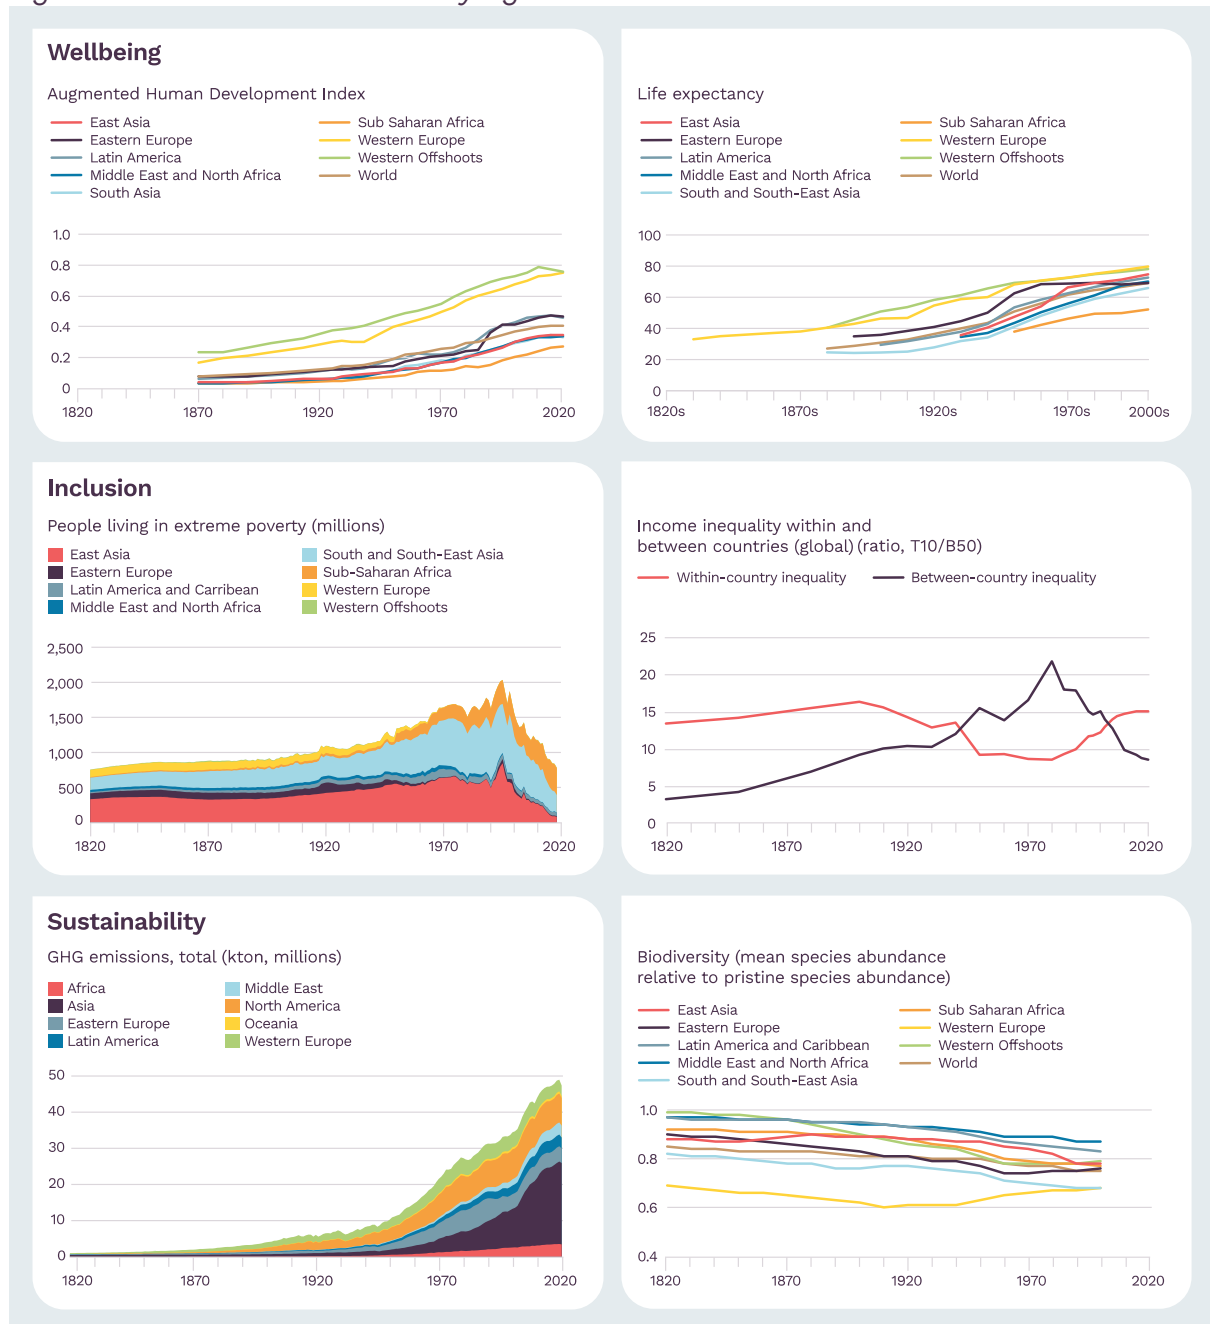 Wellbeing
Augmented Human Development Index
East Asia
Eastern Europe
Latin America
Middle East and North Africa
South Asia
Sub Saharan Africa
Western Europe
Western Offshoots
World
1.0
0.8
0.6
0.4
0.2
0
1820
1870
1920
1970
2020
Life expectancy
East Asia
Eastern Europe
Latin America
Middle East and North Africa
South and South-East Asia
Sub Saharan Africa
Western Europe
Western Offshoots
World
100
80
60
40
20
0
1820s
1870s
1920s
1970s
2000s
Inclusion
People living in extreme poverty (millions)
East Asia
Eastern Europe
Latin America and Carribean
Middle East and North Africa
South and South-East Asia
Sub-Saharan Africa
Western Europe
Western Offshoots
2,500
2,000
1,500
1,000
500
0
1820
1870
1920
1970
2020
Income inequality within and
between countries (global) (ratio, T10/B50)
Within-country inequality
Between-country inequality
25
20
15
10
5
0
1820
1870
1920
1970
2020
Sustainability
GHG emissions, total (kton, millions)
Africa
Asia
Eastern Europe
Latin America
Middle East
North America
Oceania
Western Europe
50
40
30
20
10
0
1820
1870
1920
1970
2020
Biodiversity (mean species abundance
relative to pristine species abundance)
East Asia
Eastern Europe
Latin America and Caribbean
Middle East and North Africa
South and South-East Asia
Sub Saharan Africa
Western Europe
Western Offshoots
World
1.0
0.8
0.6
0.4
1820
1870
1920
1970
2020